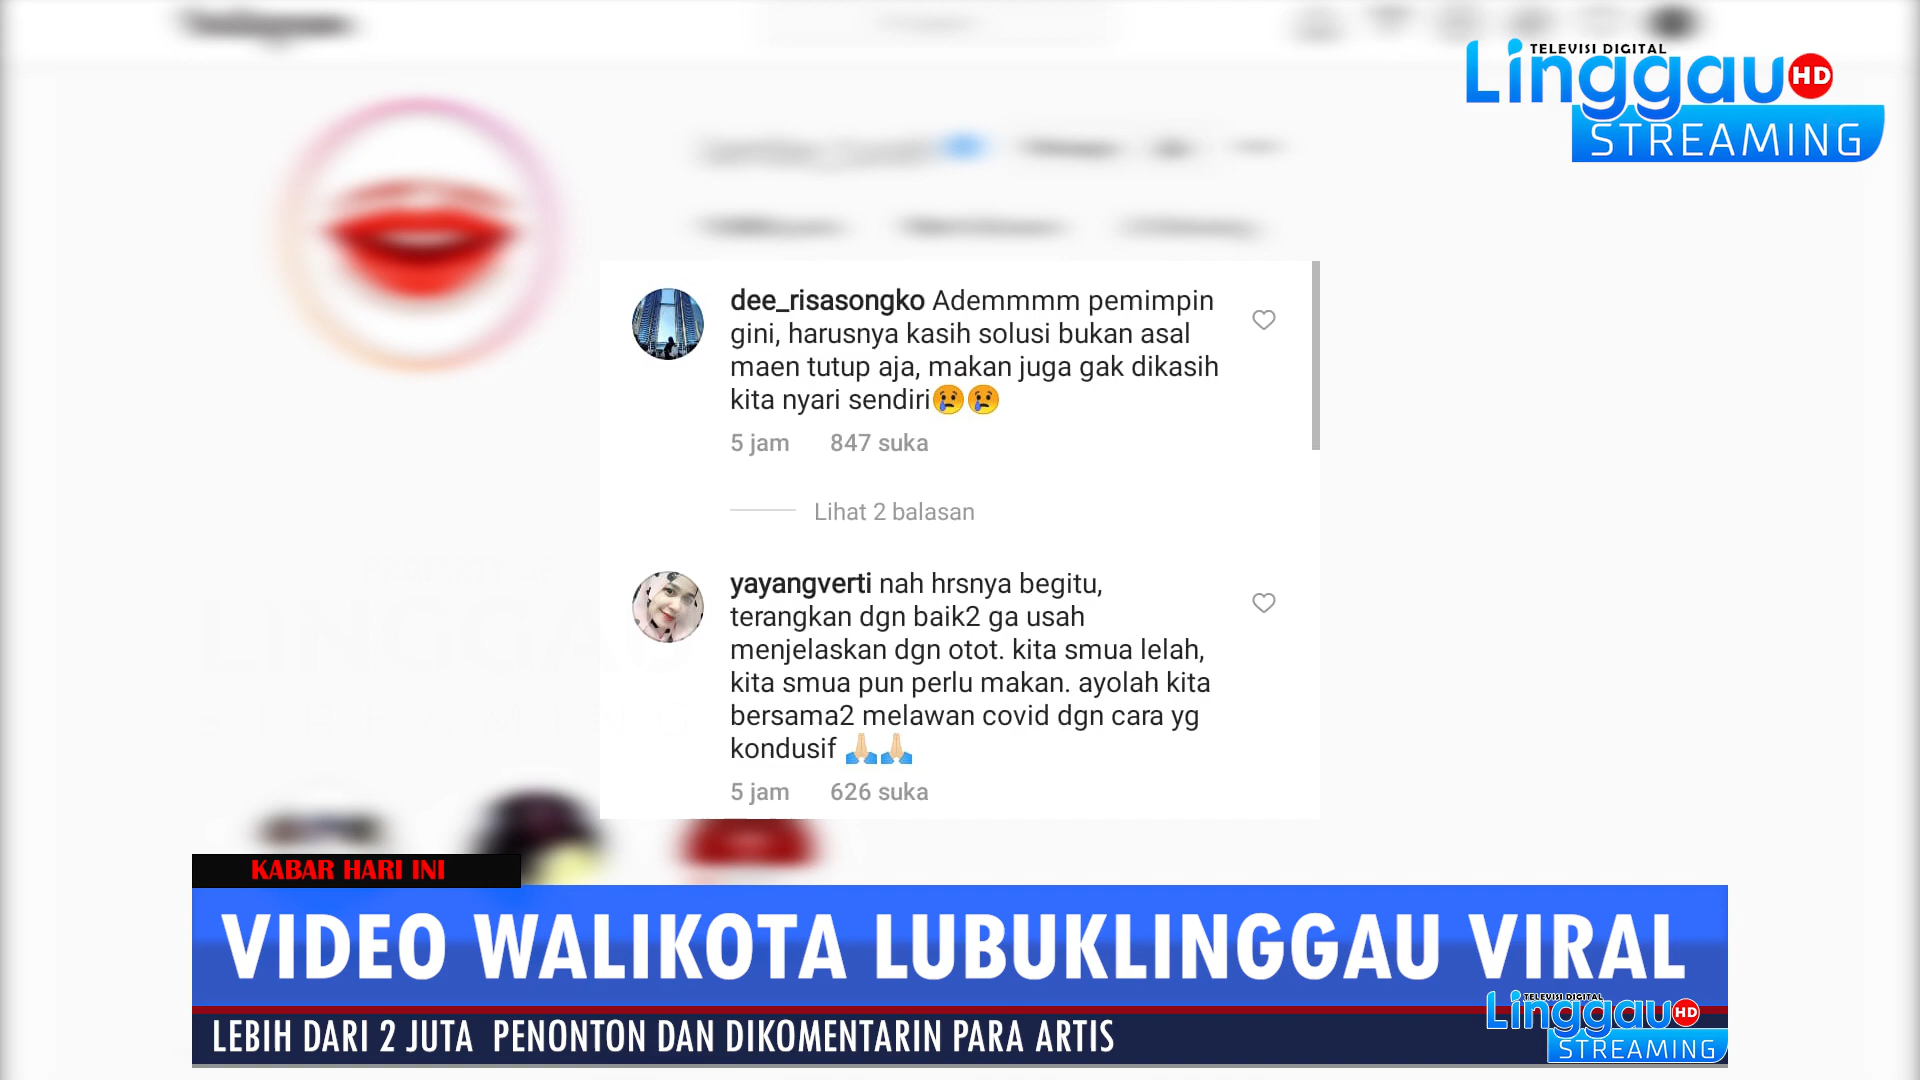 TELEVISI DIGITAL
Linggau HD
STREAMING
dee_risasongko Ademmmm pemimpin
gini, harusnya kasih solusi bukan asal
maen tutup aja, makan juga gak dikasih
kita nyari sendiri😢😢
5 jam 847 suka
Lihat 2 balasan
yayangverti nah hrsnya begitu,
terangkan dgn baik2 ga usah
menjelaskan dgn otot. kita smua lelah,
kita smua pun perlu makan. ayolah kita
bersama2 melawan covid dgn cara yg
kondusif 🙏🏻🙏🏻
5 jam 626 suka
KABAR HARI INI
VIDEO WALIKOTA LUBUKLINGGAU VIRAL
LEBIH DARI 2 JUTA PENONTON DAN DIKOMENTARIN PARA ARTIS
TELEVISI DIGITAL
Linggau HD
STREAMING